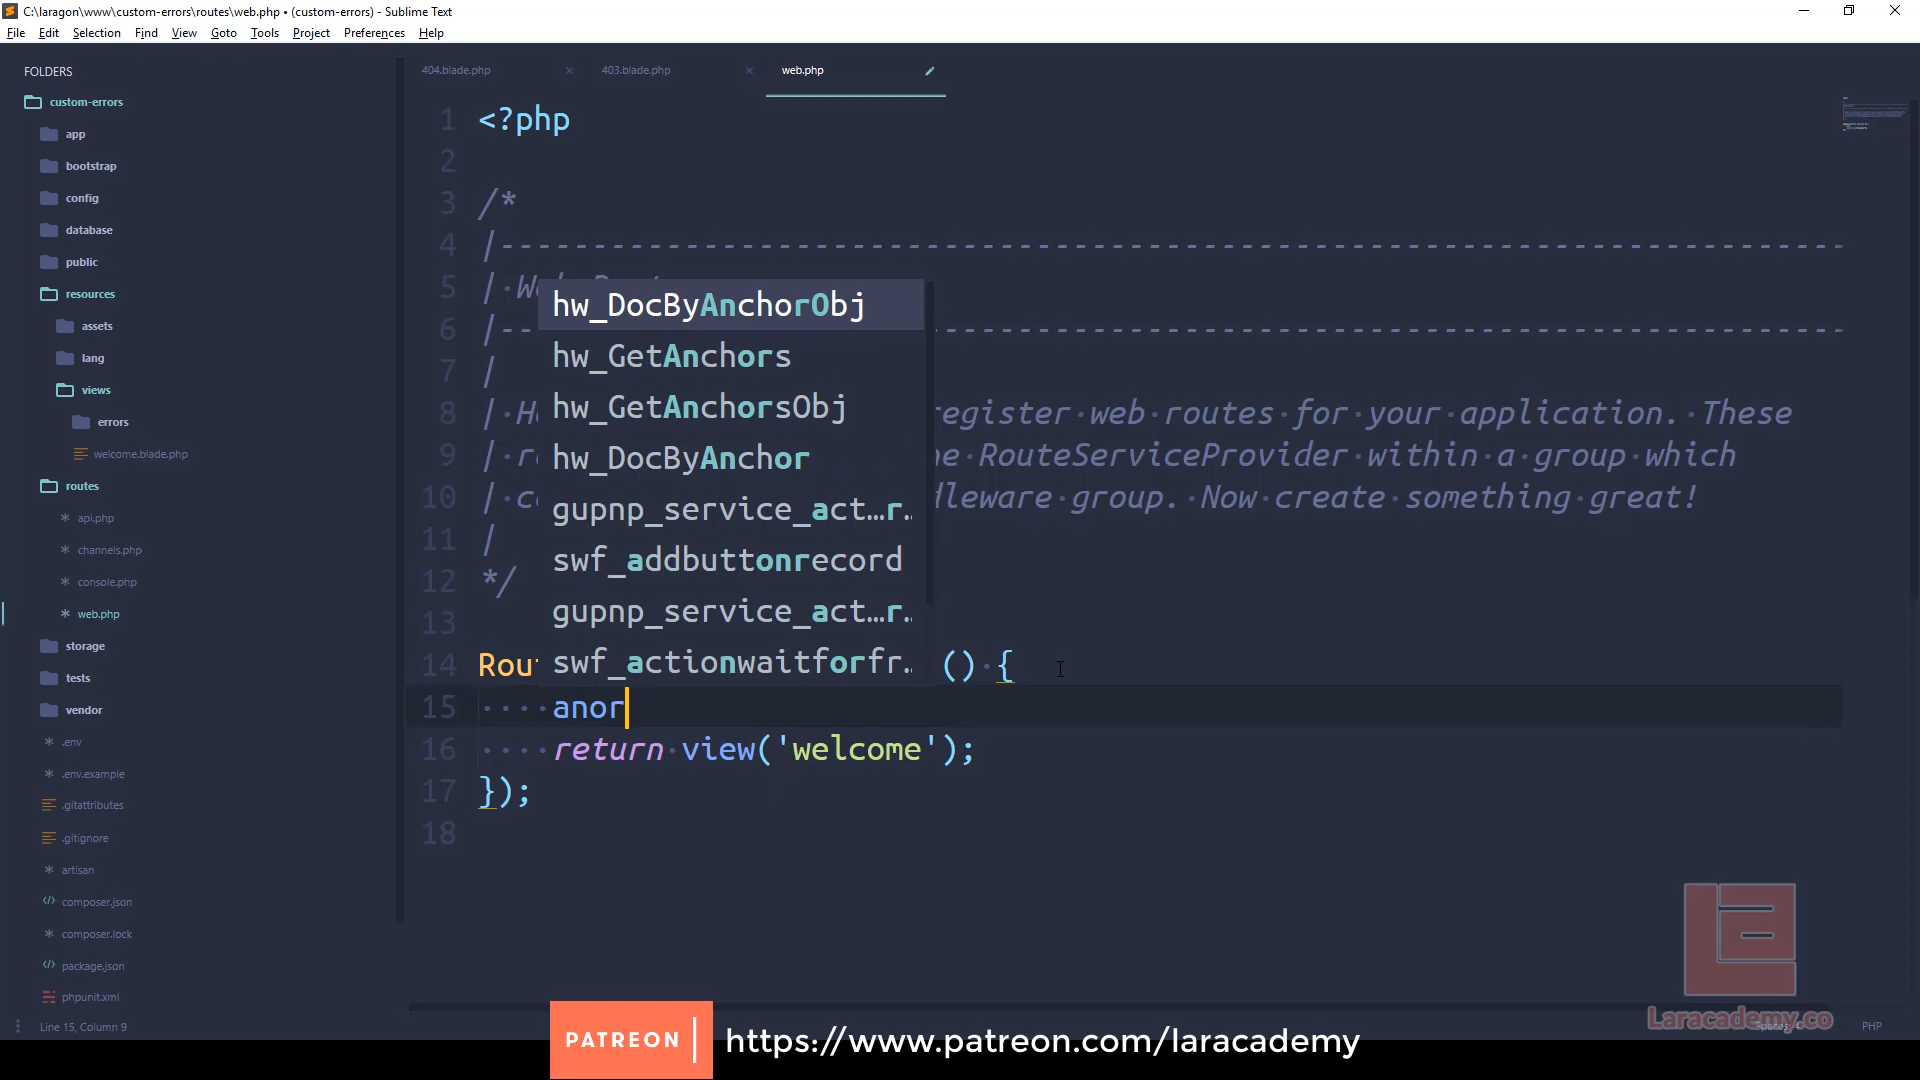 C:\laragon\www\custom-errors\routes\web.php • (custom-errors) - Sublime Text
File Edit Selection Find View Goto Tools Project Preferences Help
FOLDERS
custom-errors
app
bootstrap
config
database
public
resources
assets
lang
views
errors
welcome.blade.php
routes
api.php
channels.php
console.php
web.php
storage
tests
vendor
.env
.env.example
.gitattributes
.gitignore
artisan
composer.json
composer.lock
package.json
phpunit.xml
404.blade.php 403.blade.php web.php
1 <?php
2
3 /*
4 |--------------------------------------------------------------------------
5 |
6 |--
7 |
8 | register web routes for your application. These
9 | RouteServiceProvider within a group which
10 | group. Now create something great!
11 |
12 */
13
14 () {
15 anor
16 return view('welcome');
17 });
18
hw_DocByAnchorObj
hw_GetAnchors
hw_GetAnchorsObj
hw_DocByAnchor
gupnp_service_act…r..
swf_addbuttonrecord
gupnp_service_act…r..
swf_actionwaitforfr..
Line 15, Column 9
PHP
Laracademy.co
PATREON | https://www.patreon.com/laracademy